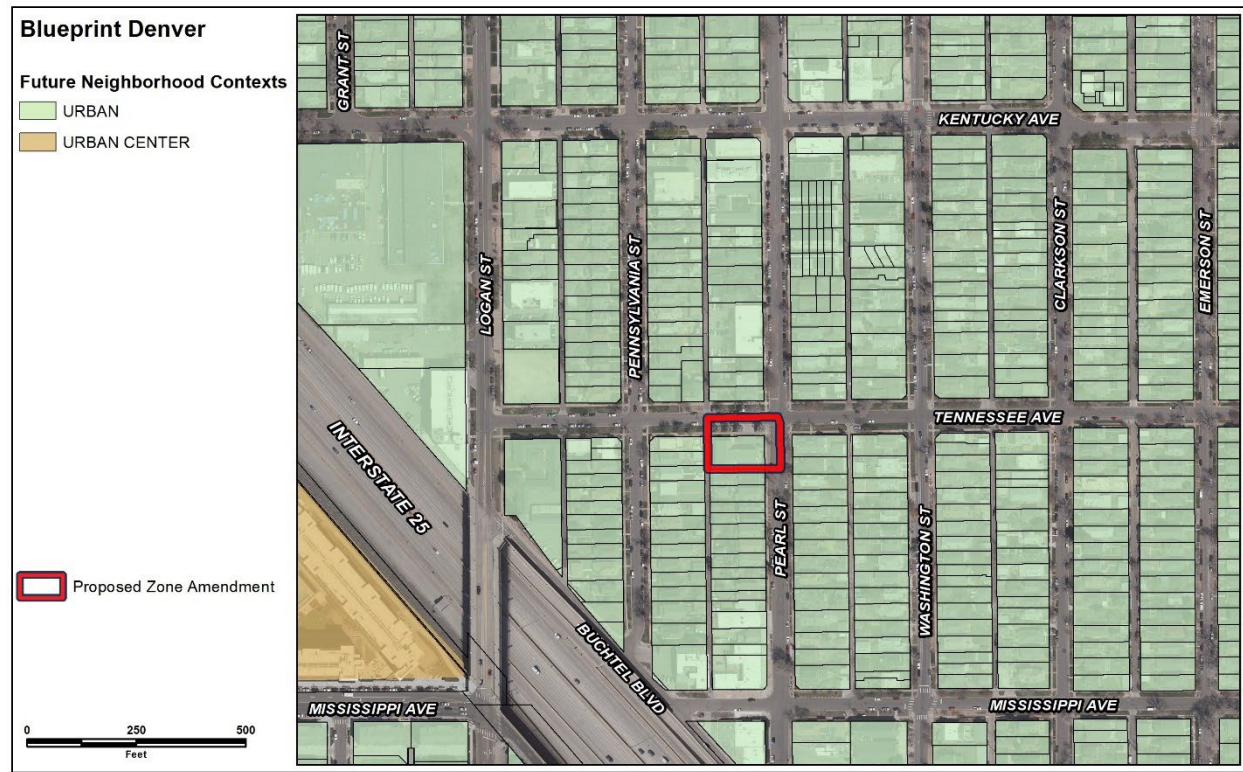 Blueprint Denver
Future Neighborhood Contexts
URBAN
URBAN CENTER
Proposed Zone Amendment
0 250 500
Feet
GRANT ST
KENTUCKY AVE
LOGAN ST
PENNSYLVANIA ST
CLARKSON ST
EMERSON ST
TENNESSEE AVE
INTERSTATE 25
PEARL ST
WASHINGTON ST
BUCHTEL BLVD
MISSISSIPPI AVE
MISSISSIPPI AVE